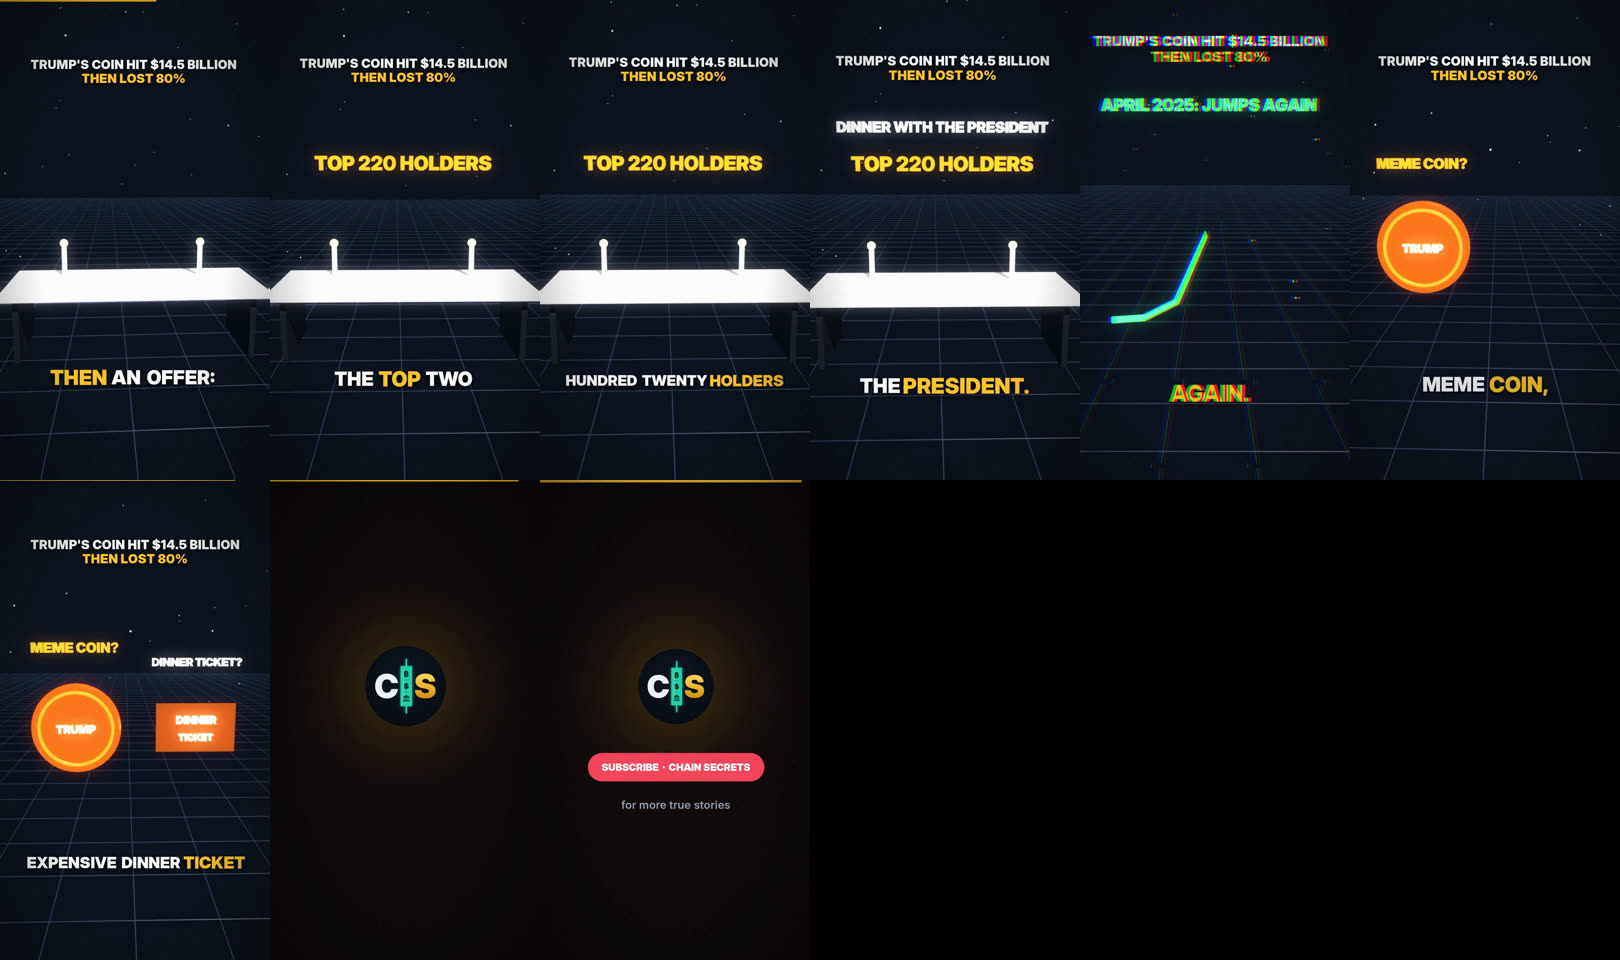 TRUMP'S COIN HIT $14.5 BILLION
THEN LOST 80%
THEN AN OFFER:
TRUMP'S COIN HIT $14.5 BILLION
THEN LOST 80%
TOP 220 HOLDERS
THE TOP TWO
TRUMP'S COIN HIT $14.5 BILLION
THEN LOST 80%
TOP 220 HOLDERS
HUNDRED TWENTY HOLDERS
TRUMP'S COIN HIT $14.5 BILLION
THEN LOST 80%
DINNER WITH THE PRESIDENT
TOP 220 HOLDERS
THE PRESIDENT.
TRUMP'S COIN HIT $14.5 BILLION
THEN LOST 80%
APRIL 2025: JUMPS AGAIN
AGAIN.
TRUMP'S COIN HIT $14.5 BILLION
THEN LOST 80%
MEME COIN?
TRUMP
MEME COIN,
TRUMP'S COIN HIT $14.5 BILLION
THEN LOST 80%
MEME COIN?
DINNER TICKET?
TRUMP
DINNER
TICKET
EXPENSIVE DINNER TICKET
CS
CS
SUBSCRIBE · CHAIN SECRETS
for more true stories